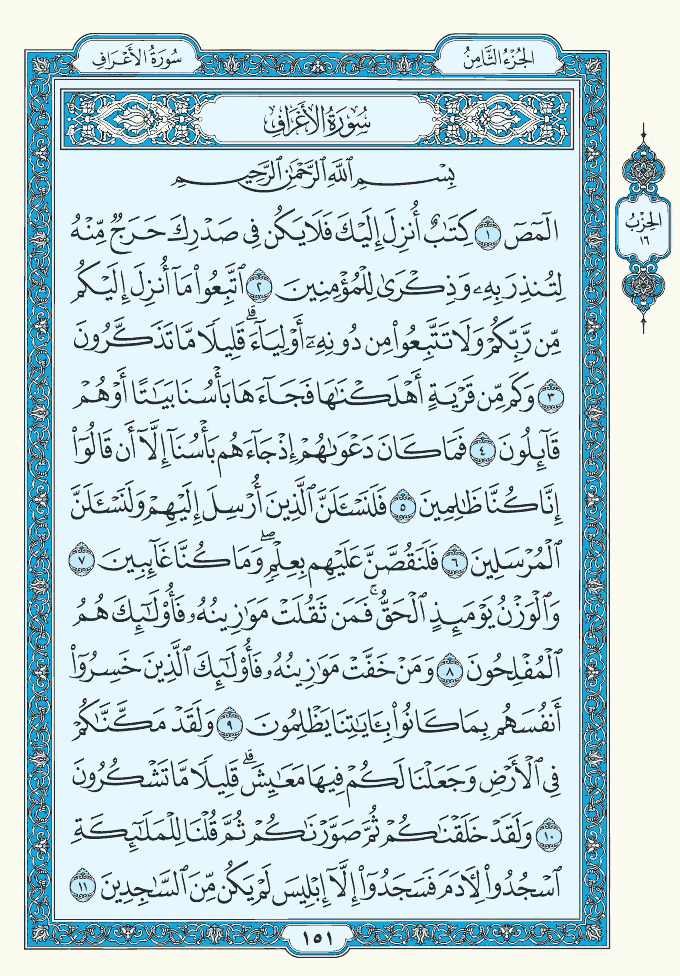 الجُزْءُ الثَّامِنُ
سُورَةُ الأَعْرَافِ
سُورَةُ الأَعْرَافِ
بِسْمِ ٱللَّهِ ٱلرَّحْمَٰنِ ٱلرَّحِيمِ
الٓمٓصٓ ١ كِتَٰبٌ أُنزِلَ إِلَيْكَ فَلَا يَكُن فِى صَدْرِكَ حَرَجٌ مِّنْهُ
لِتُنذِرَ بِهِۦ وَذِكْرَىٰ لِلْمُؤْمِنِينَ ٢ ٱتَّبِعُوا۟ مَآ أُنزِلَ إِلَيْكُم
مِّن رَّبِّكُمْ وَلَا تَتَّبِعُوا۟ مِن دُونِهِۦٓ أَوْلِيَآءَ ۗ قَلِيلًا مَّا تَذَكَّرُونَ
٣ وَكَم مِّن قَرْيَةٍ أَهْلَكْنَٰهَا فَجَآءَهَا بَأْسُنَا بَيَٰتًا أَوْ هُمْ
قَآئِلُونَ ٤ فَمَا كَانَ دَعْوَىٰهُمْ إِذْ جَآءَهُم بَأْسُنَآ إِلَّآ أَن قَالُوٓا۟
إِنَّا كُنَّا ظَٰلِمِينَ ٥ فَلَنَسْـَٔلَنَّ ٱلَّذِينَ أُرْسِلَ إِلَيْهِمْ وَلَنَسْـَٔلَنَّ
ٱلْمُرْسَلِينَ ٦ فَلَنَقُصَّنَّ عَلَيْهِم بِعِلْمٍ ۖ وَمَا كُنَّا غَآئِبِينَ ٧
وَٱلْوَزْنُ يَوْمَئِذٍ ٱلْحَقُّ ۚ فَمَن ثَقُلَتْ مَوَٰزِينُهُۥ فَأُو۟لَٰٓئِكَ هُمُ
ٱلْمُفْلِحُونَ ٨ وَمَنْ خَفَّتْ مَوَٰزِينُهُۥ فَأُو۟لَٰٓئِكَ ٱلَّذِينَ خَسِرُوٓا۟
أَنفُسَهُم بِمَا كَانُوا۟ بِـَٔايَٰتِنَا يَظْلِمُونَ ٩ وَلَقَدْ مَكَّنَّٰكُمْ
فِى ٱلْأَرْضِ وَجَعَلْنَا لَكُمْ فِيهَا مَعَٰيِشَ ۗ قَلِيلًا مَّا تَشْكُرُونَ
١٠ وَلَقَدْ خَلَقْنَٰكُمْ ثُمَّ صَوَّرْنَٰكُمْ ثُمَّ قُلْنَا لِلْمَلَٰٓئِكَةِ
ٱسْجُدُوا۟ لِـَٔادَمَ فَسَجَدُوٓا۟ إِلَّآ إِبْلِيسَ لَمْ يَكُن مِّنَ ٱلسَّٰجِدِينَ ١١
الحِزْبُ
١٦
١٥١